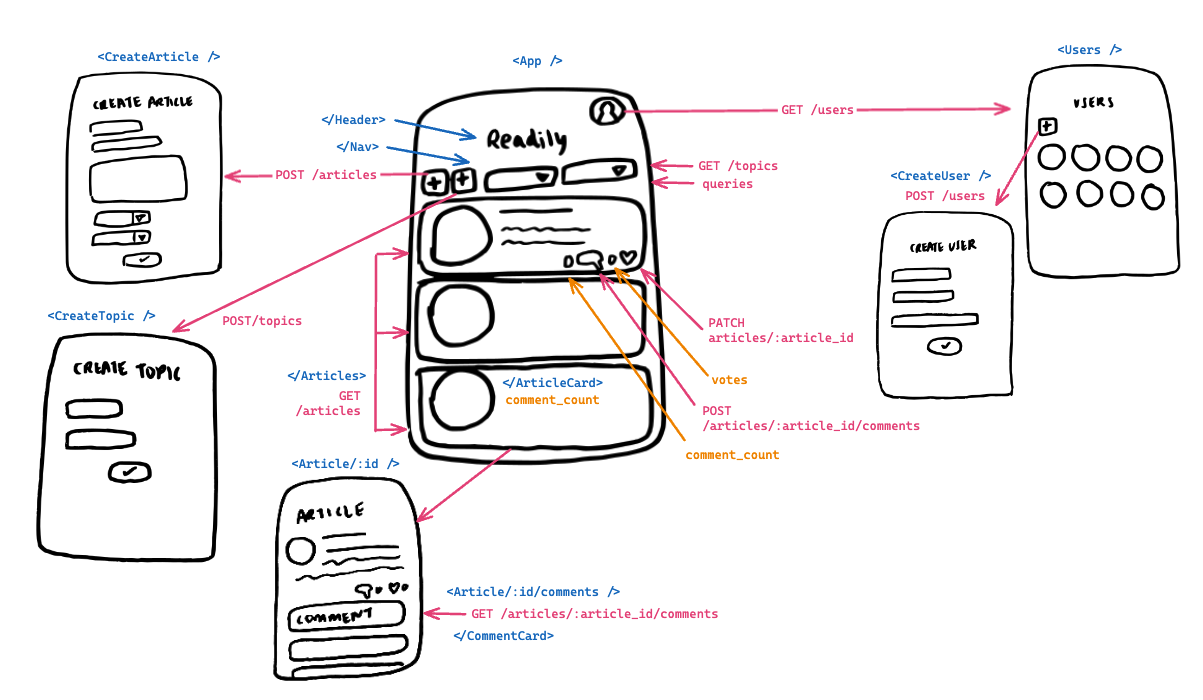 <CreateArticle />
CREATE ARTICLE
<App />
</Header>
</Nav>
Readily
POST /articles
GET /users
GET /topics
queries
<Users />
USERS
<CreateUser />
POST /users
CREATE USER
<CreateTopic />
POST/topics
CREATE TOPIC
</Articles>
GET
/articles
</ArticleCard>
comment_count
PATCH
articles/:article_id
votes
POST
/articles/:article_id/comments
comment_count
<Article/:id />
ARTICLE
COMMENT
<Article/:id/comments />
GET /articles/:article_id/comments
</CommentCard>